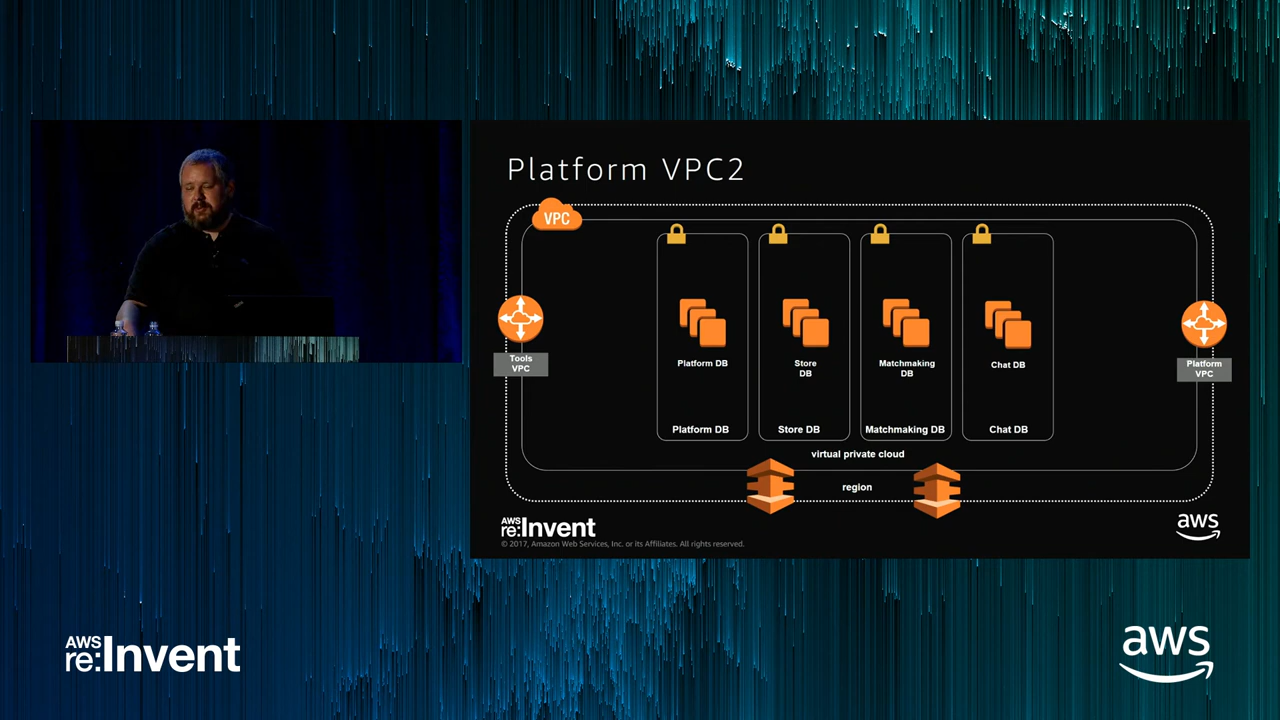 Platform VPC2
VPC
Tools
VPC
Platform DB
Store
DB
Matchmaking
DB
Chat DB
Platform
VPC
Platform DB
Store DB
Matchmaking DB
Chat DB
virtual private cloud
region
AWS
re:Invent
© 2017, Amazon Web Services, Inc. or its Affiliates. All rights reserved.
aws
AWS
re:Invent
aws